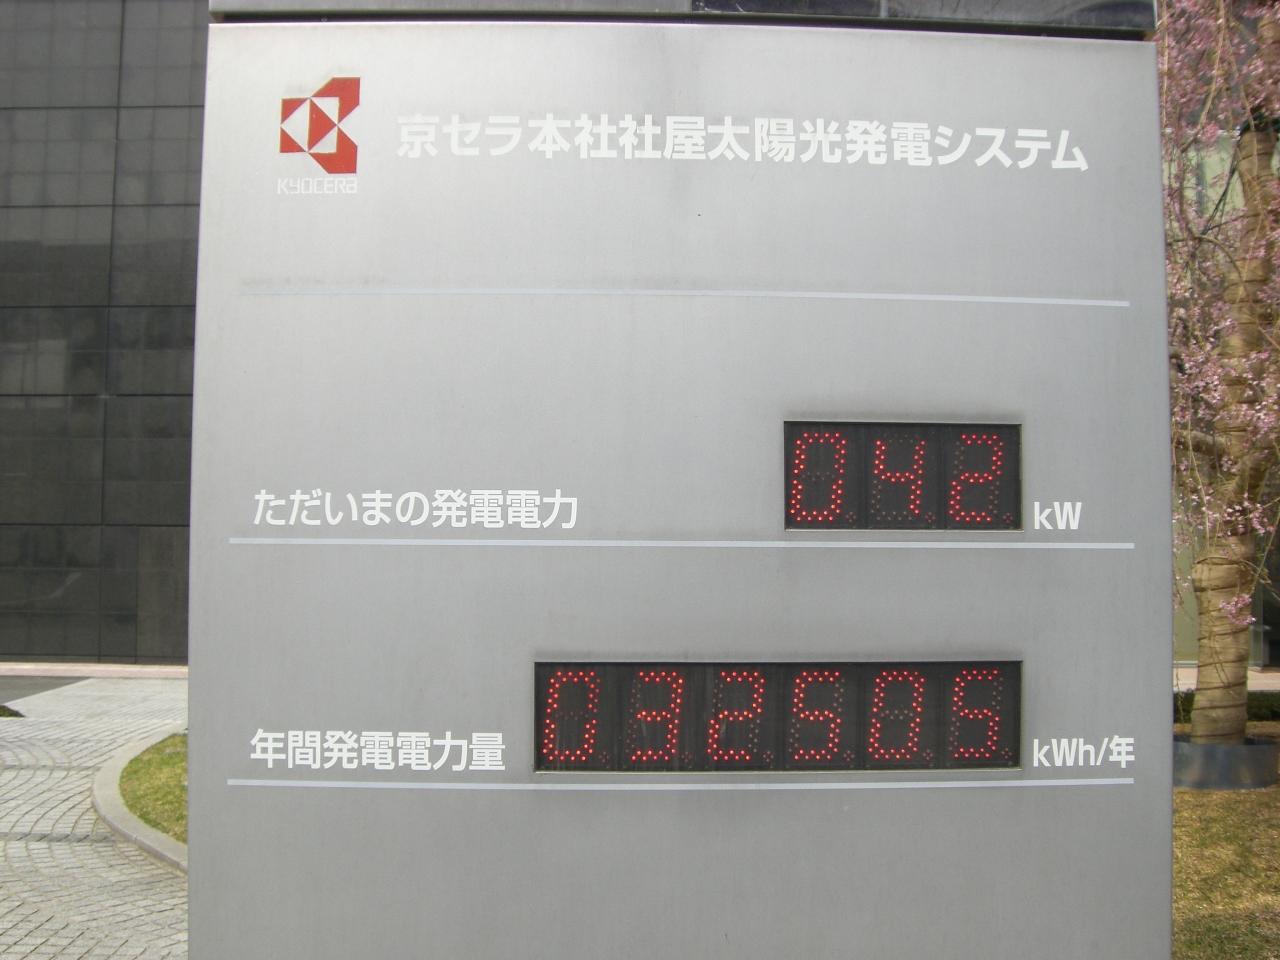 京セラ本社社屋太陽光発電システム
KYOCERA
ただいまの発電電力 042 kW
年間発電電力量 032505 kWh/年